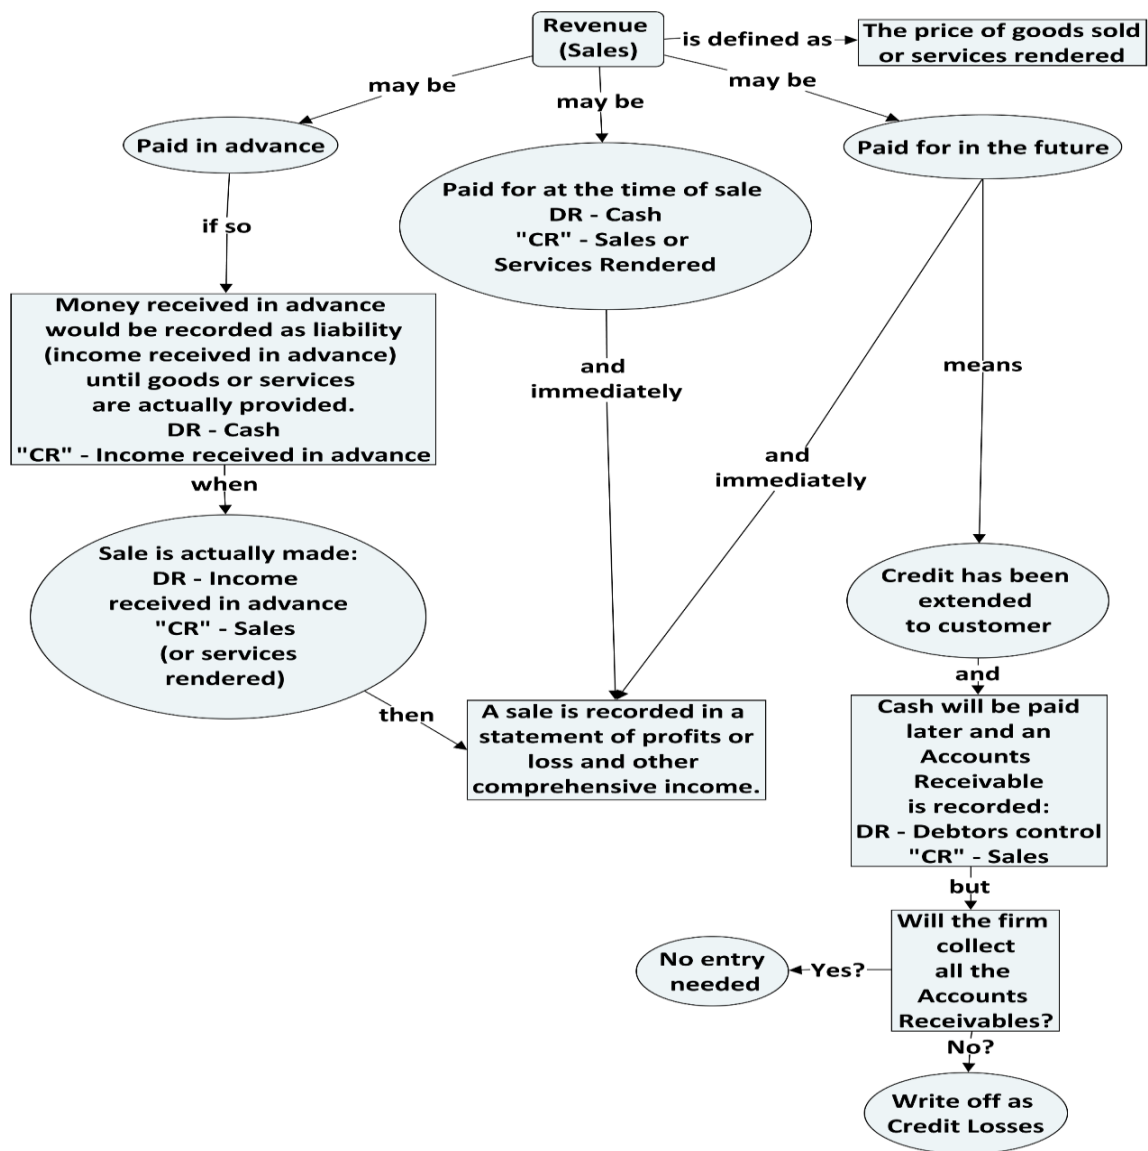 Revenue
(Sales)
is defined as
The price of goods sold
or services rendered
may be
may be
may be
Paid in advance
Paid for at the time of sale
DR - Cash
"CR" - Sales or
Services Rendered
Paid for in the future
if so
Money received in advance
would be recorded as liability
(income received in advance)
until goods or services
are actually provided.
DR - Cash
"CR" - Income received in advance
and
immediately
means
and
immediately
when
Sale is actually made:
DR - Income
received in advance
"CR" - Sales
(or services
rendered)
then
A sale is recorded in a
statement of profits or
loss and other
comprehensive income.
Credit has been
extended
to customer
and
Cash will be paid
later and an
Accounts
Receivable
is recorded:
DR - Debtors control
"CR" - Sales
but
Will the firm
collect
all the
Accounts
Receivables?
Yes?
No entry
needed
No?
Write off as
Credit Losses